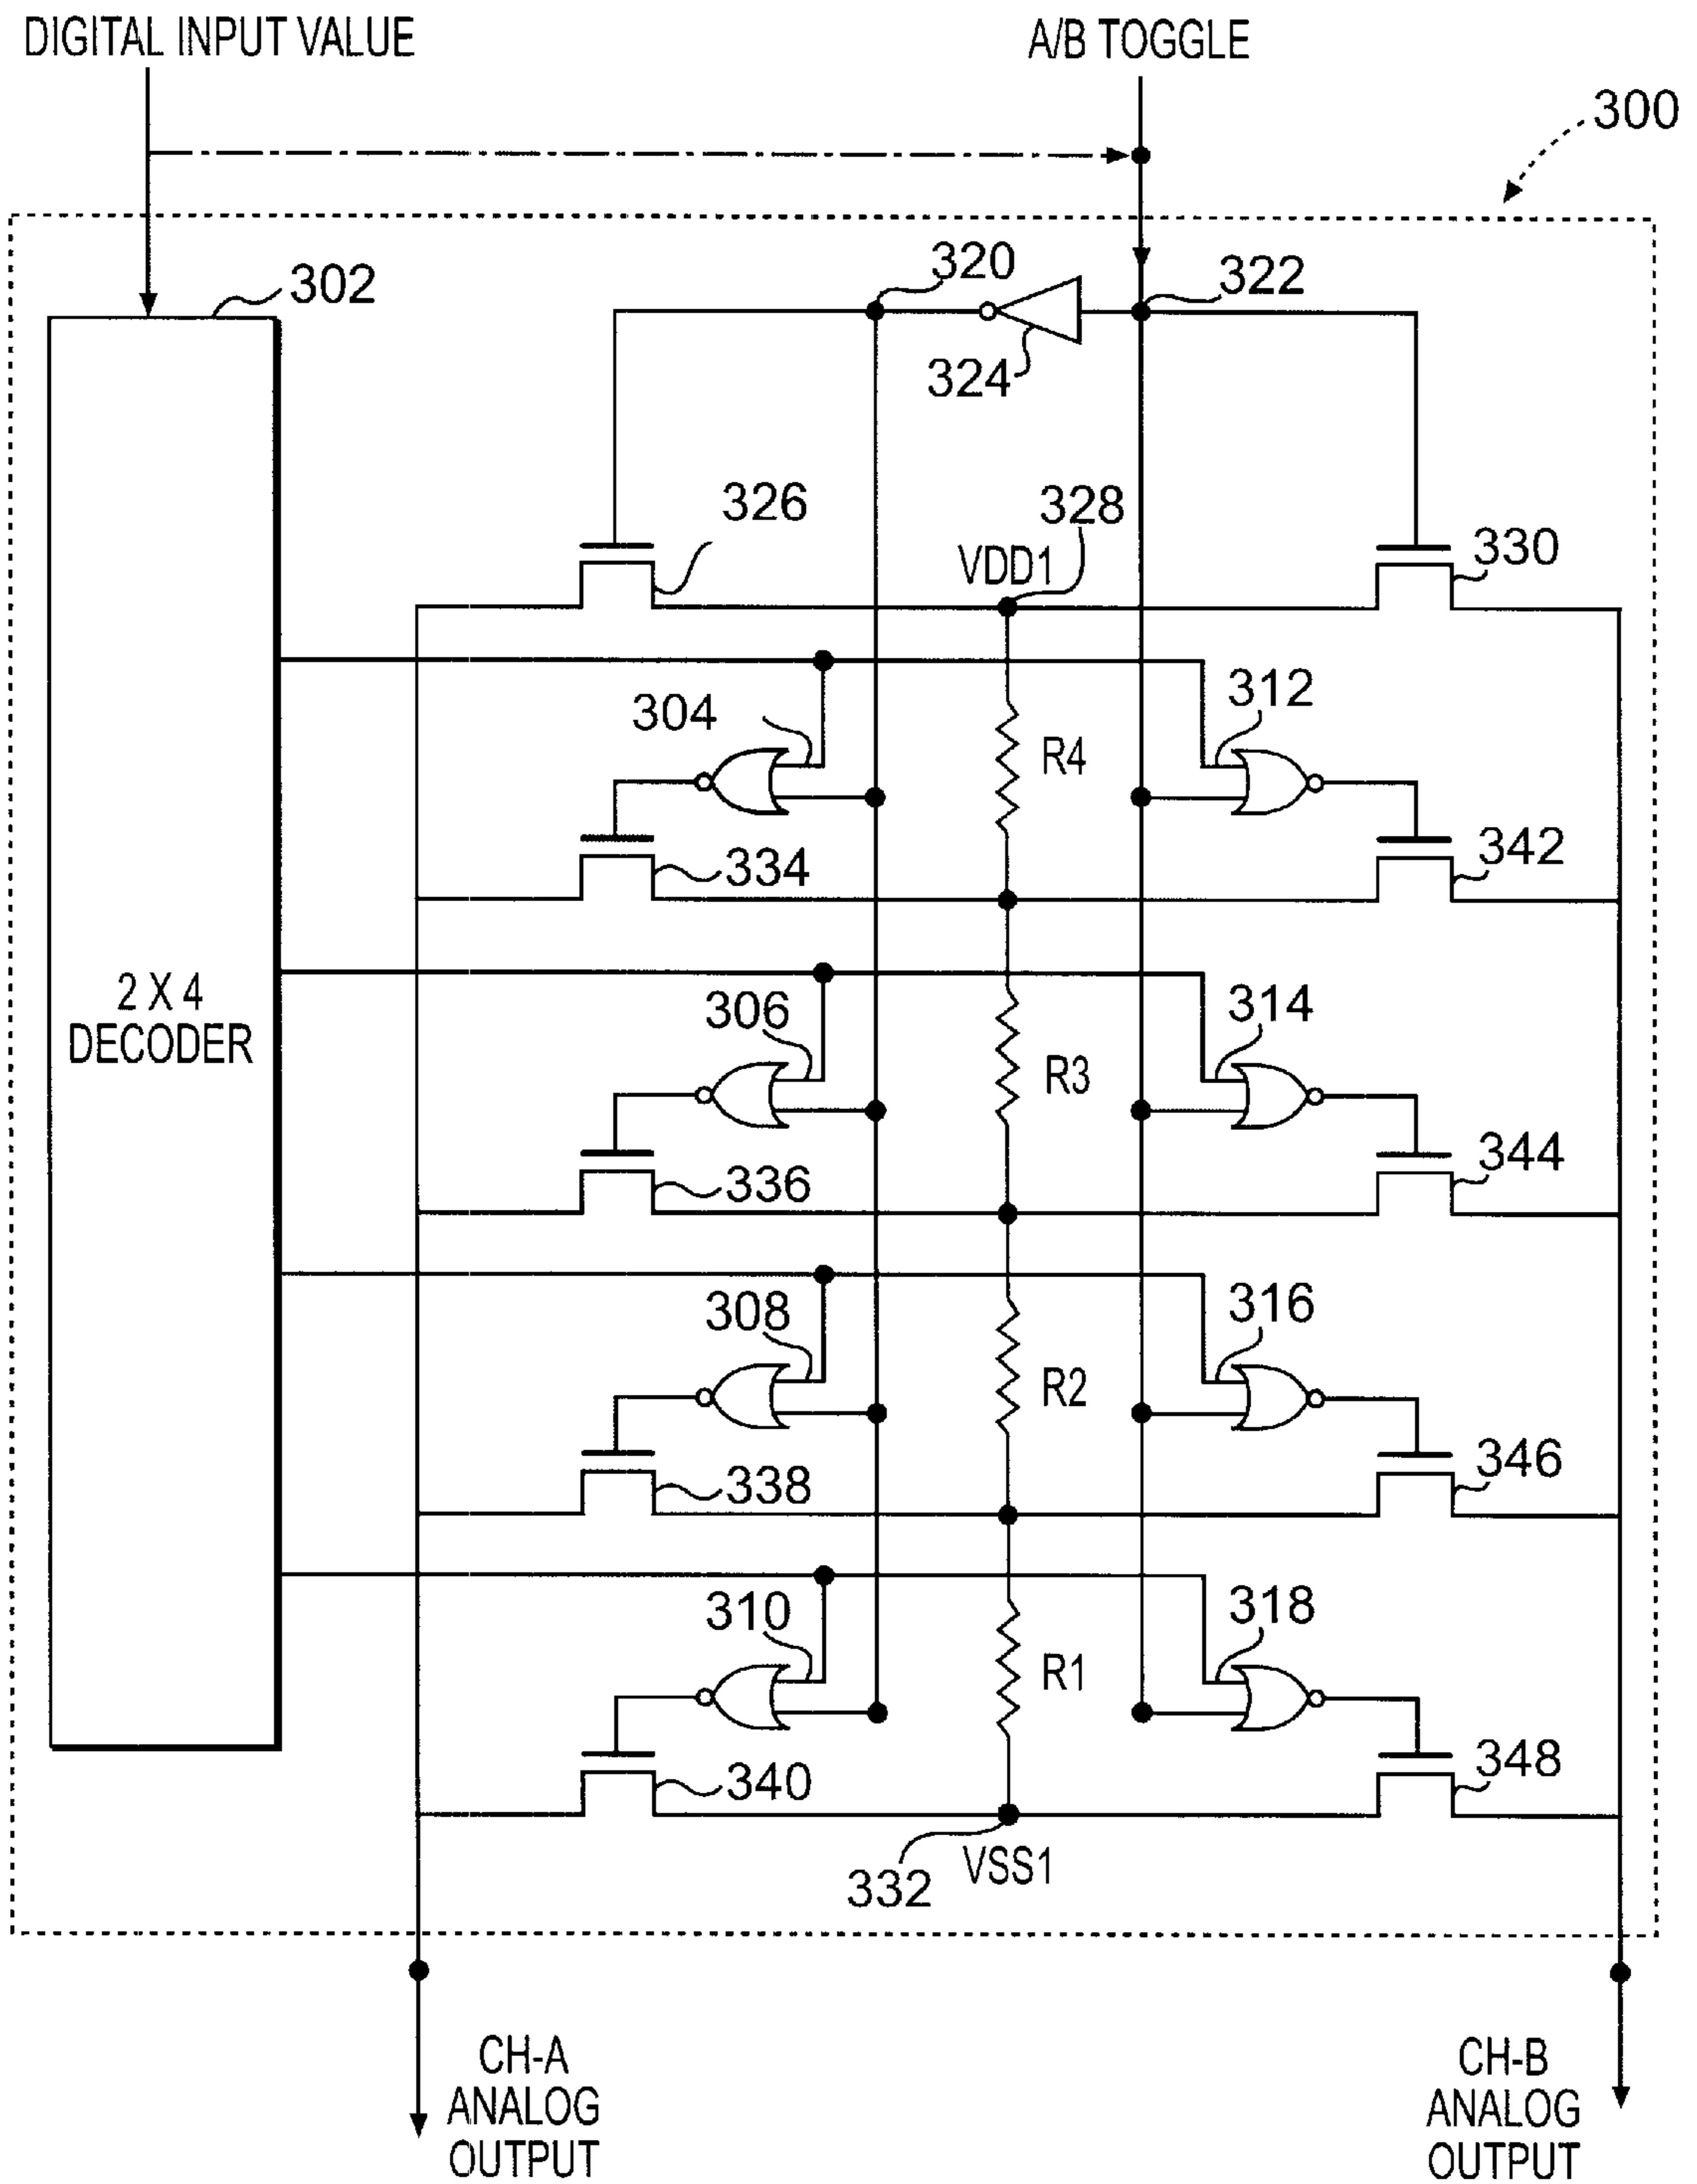 DIGITAL INPUT VALUE
A/B TOGGLE
300
302
320
322
324
326
328
VDD1
330
304
R4
312
334
342
2 X 4
DECODER
306
R3
314
336
344
308
R2
316
338
346
310
R1
318
340
348
332
VSS1
CH-A
ANALOG
OUTPUT
CH-B
ANALOG
OUTPUT